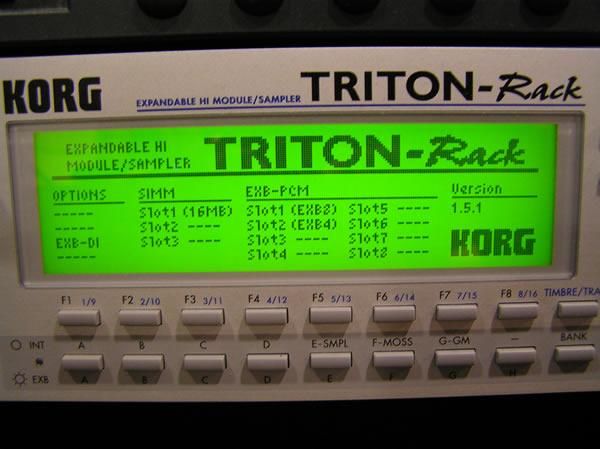 KORG EXPANDABLE HI MODULE/SAMPLER TRITON-Rack
EXPANDABLE HI
MODULE/SAMPLER TRITON-Rack
OPTIONS SIMM EXB-PCM Version
----- Slot1 (16MB) Slot1 (EXB8) Slot5 ---- 1.5.1
----- Slot2 ---- Slot2 (EXB4) Slot6 ----
EXB-DI Slot3 ---- Slot3 ---- Slot7 ---- KORG
----- Slot4 ---- Slot8 ----
F1 1/9 F2 2/10 F3 3/11 F4 4/12 F5 5/13 F6 6/14 F7 7/15 F8 8/16 TIMBRE/TRA
INT A B C D E-SMPL F-MOSS G-GM — BANK
EXB A B C D E F G H